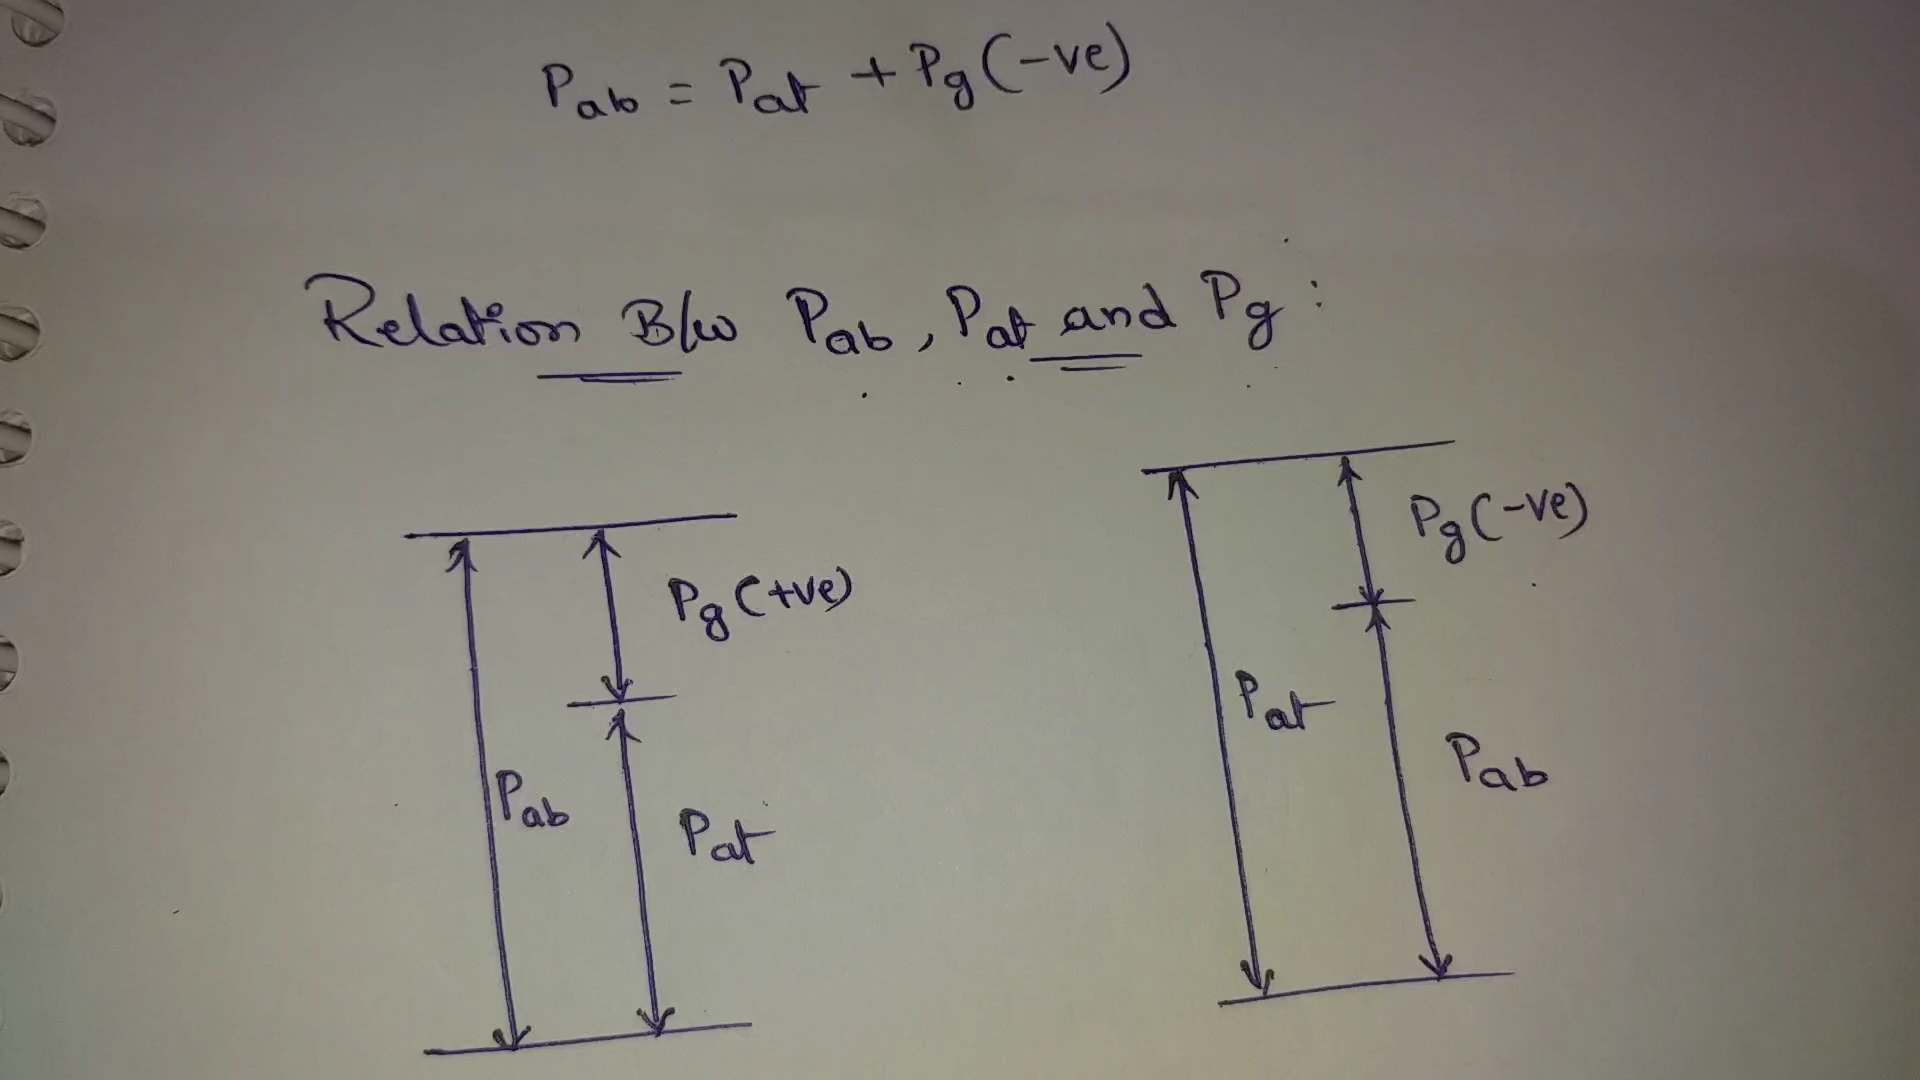 Pab = Pat + Pg (-ve)
Relation B/w Pab, Pat and Pg :
Pg (-ve)
Pg (+ve)
Pat
Pab
Pab
Pat